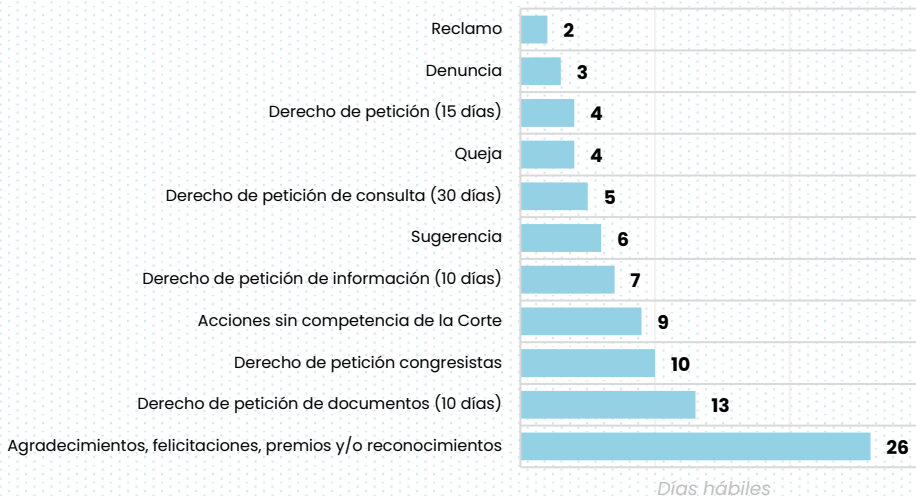 Reclamo 2
Denuncia 3
Derecho de petición (15 días) 4
Queja 4
Derecho de petición de consulta (30 días) 5
Sugerencia 6
Derecho de petición de información (10 días) 7
Acciones sin competencia de la Corte 9
Derecho de petición congresistas 10
Derecho de petición de documentos (10 días) 13
Agradecimientos, felicitaciones, premios y/o reconocimientos 26
Días hábiles